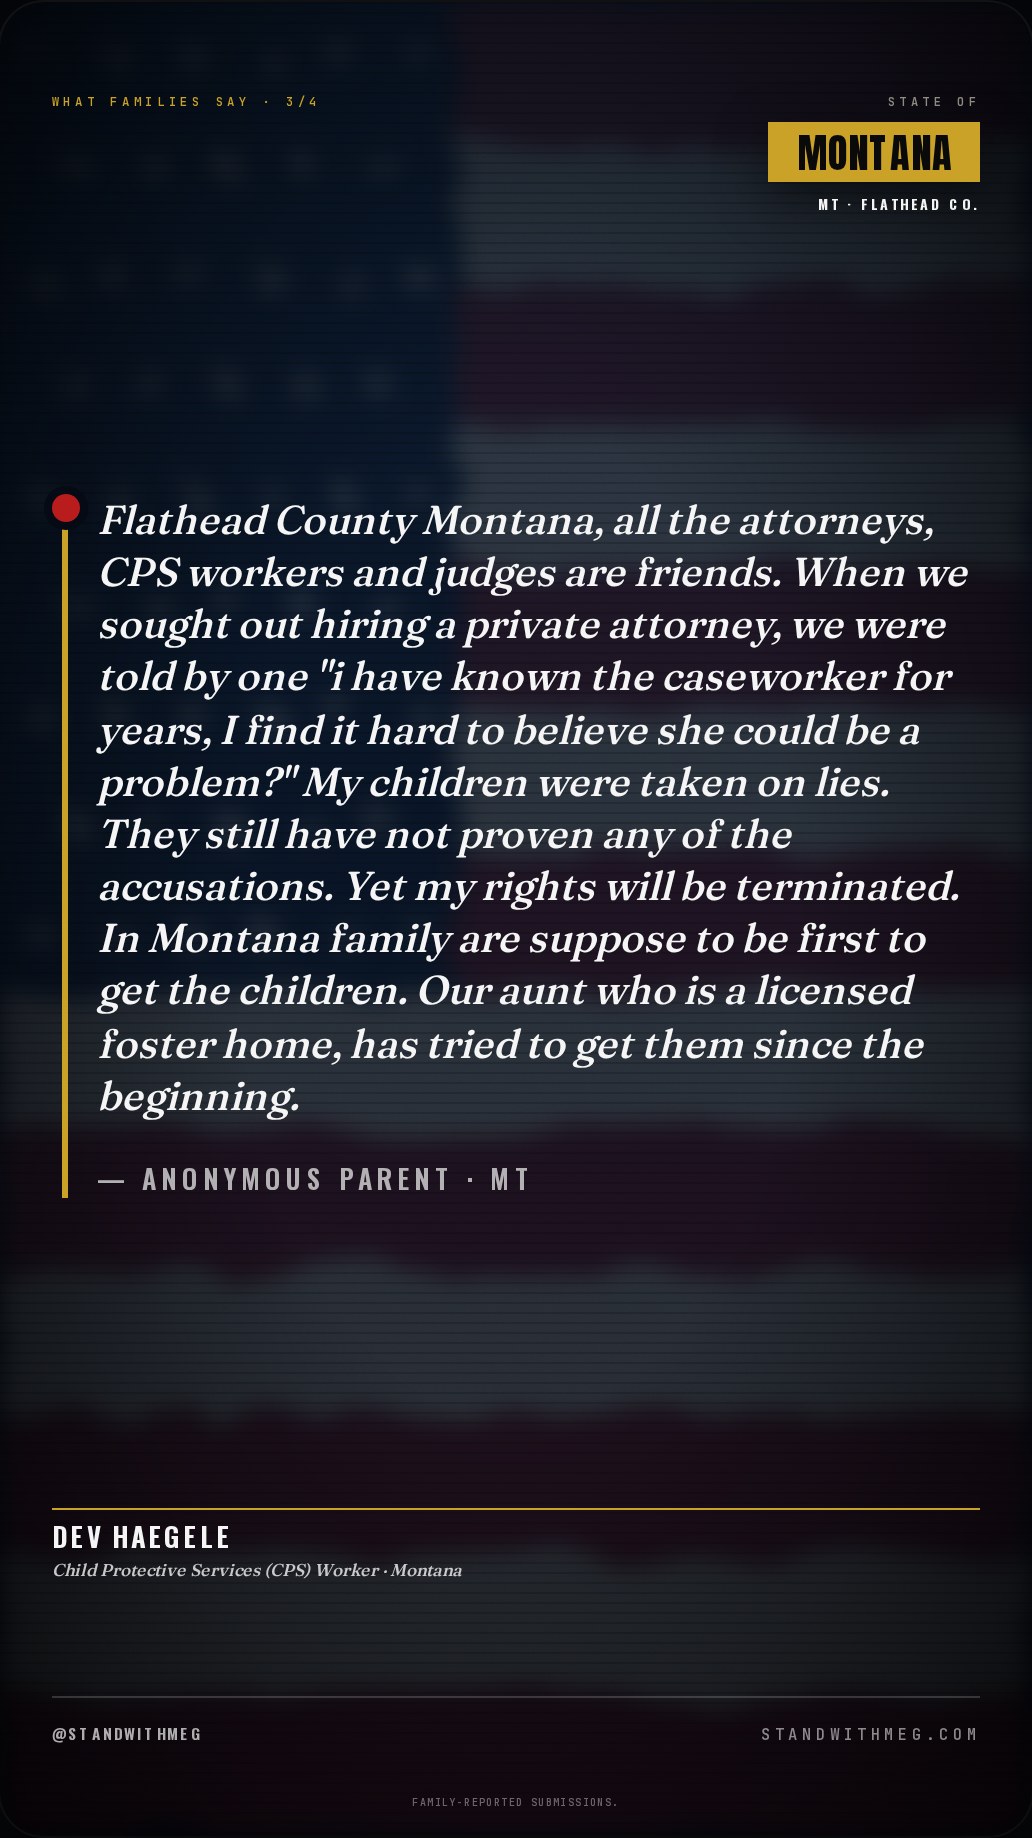 WHAT FAMILIES SAY · 3/4
STATE OF
MONTANA
MT · FLATHEAD CO.
Flathead County Montana, all the attorneys,
CPS workers and judges are friends. When we
sought out hiring a private attorney, we were
told by one "i have known the caseworker for
years, I find it hard to believe she could be a
problem?" My children were taken on lies.
They still have not proven any of the
accusations. Yet my rights will be terminated.
In Montana family are suppose to be first to
get the children. Our aunt who is a licensed
foster home, has tried to get them since the
beginning.
— ANONYMOUS PARENT · MT
DEV HAEGELE
Child Protective Services (CPS) Worker · Montana
@STANDWITHMEG
STANDWITHMEG.COM
FAMILY-REPORTED SUBMISSIONS.